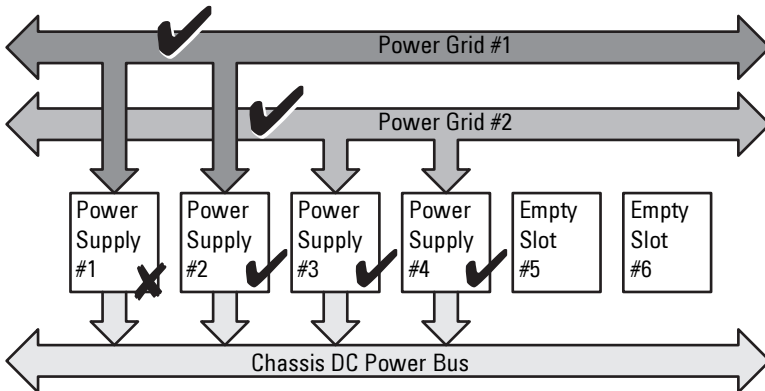 Power Grid #1
Power Grid #2
Power
Supply
#1
Power
Supply
#2
Power
Supply
#3
Power
Supply
#4
Empty
Slot
#5
Empty
Slot
#6
Chassis DC Power Bus